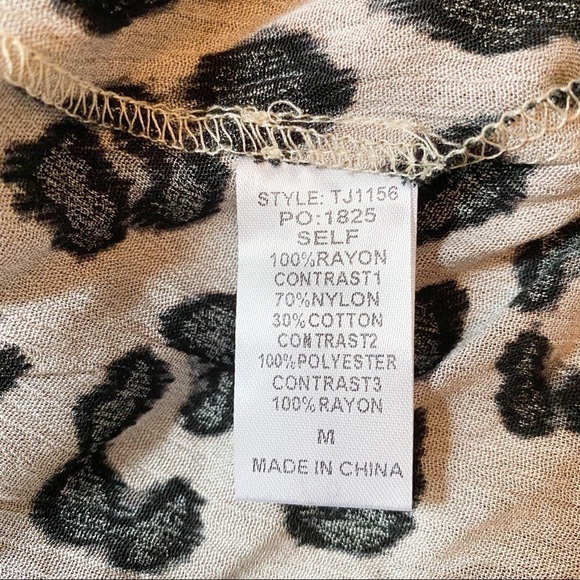 STYLE: TJ1156
PO:1825
SELF
100%RAYON
CONTRAST1
70%NYLON
30%COTTON
CONTRAST2
100%POLYESTER
CONTRAST3
100%RAYON
M
MADE IN CHINA